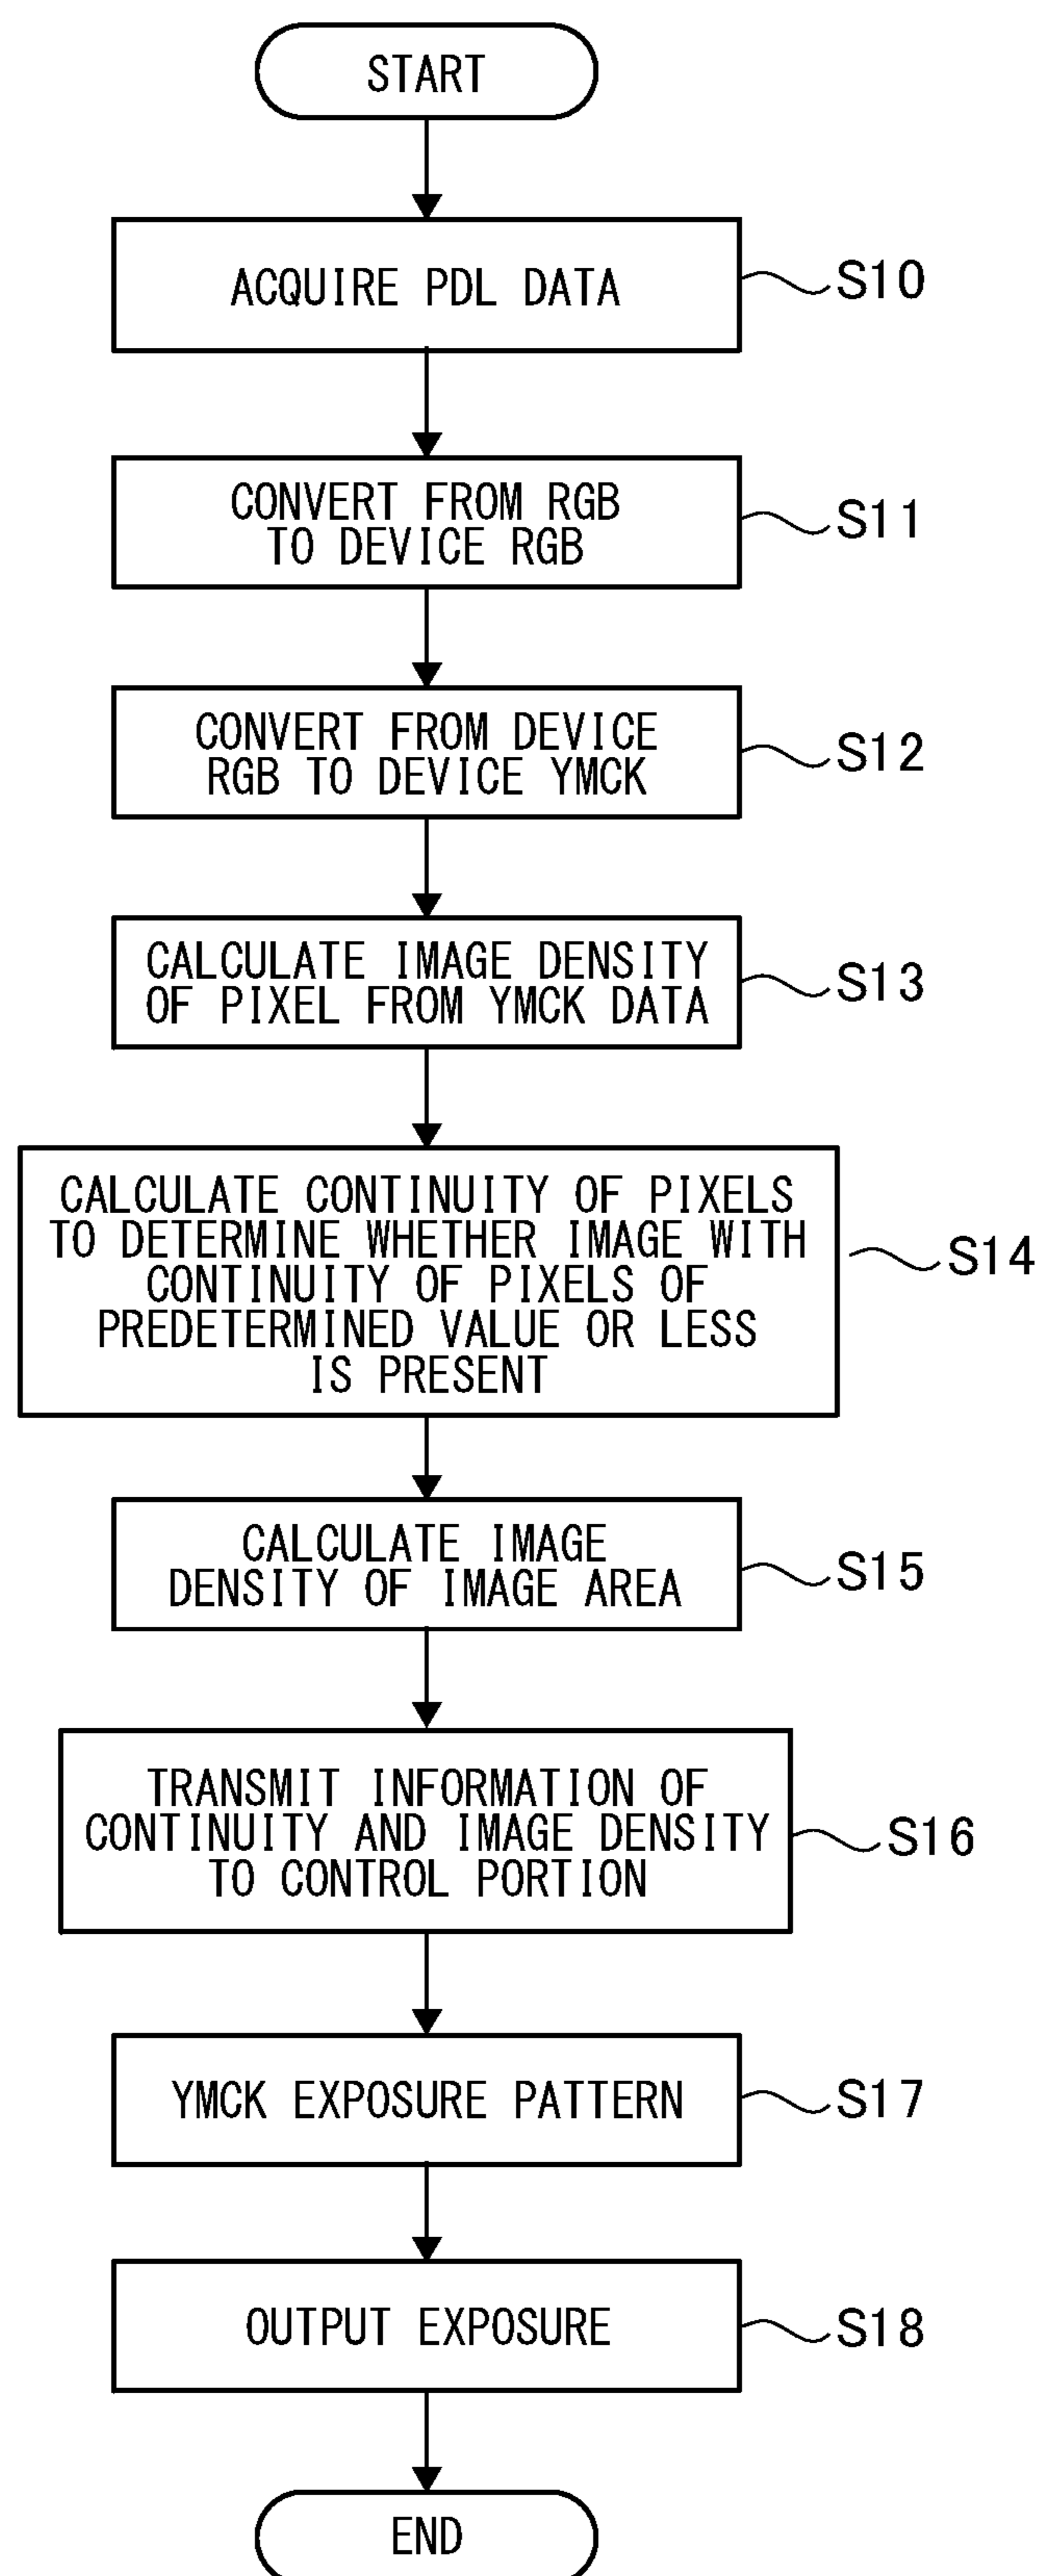 START
ACQUIRE PDL DATA
S10
CONVERT FROM RGB
TO DEVICE RGB
S11
CONVERT FROM DEVICE
RGB TO DEVICE YMCK
S12
CALCULATE IMAGE DENSITY
OF PIXEL FROM YMCK DATA
S13
CALCULATE CONTINUITY OF PIXELS
TO DETERMINE WHETHER IMAGE WITH
CONTINUITY OF PIXELS OF
PREDETERMINED VALUE OR LESS
IS PRESENT
S14
CALCULATE IMAGE
DENSITY OF IMAGE AREA
S15
TRANSMIT INFORMATION OF
CONTINUITY AND IMAGE DENSITY
TO CONTROL PORTION
S16
YMCK EXPOSURE PATTERN
S17
OUTPUT EXPOSURE
S18
END